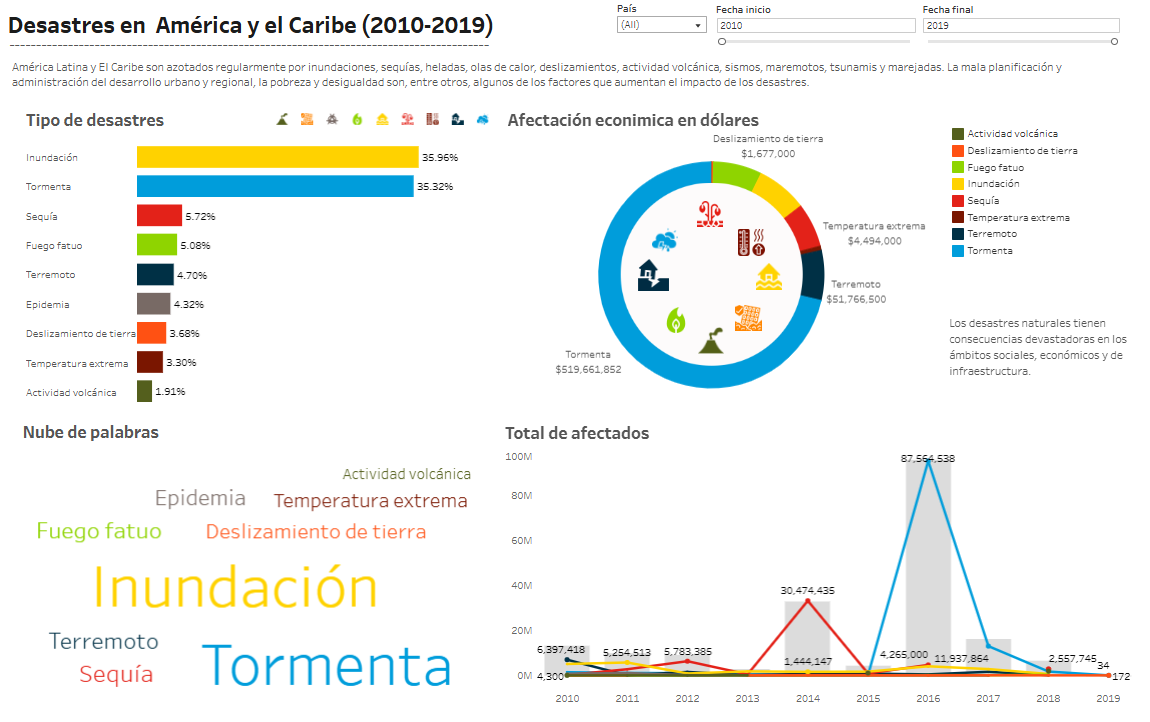 Desastres en América y el Caribe (2010-2019)
País
(All)
Fecha inicio
2010
Fecha final
2019
América Latina y El Caribe son azotados regularmente por inundaciones, sequías, heladas, olas de calor, deslizamientos, actividad volcánica, sismos, maremotos, tsunamis y marejadas. La mala planificación y
administración del desarrollo urbano y regional, la pobreza y desigualdad son, entre otros, algunos de los factores que aumentan el impacto de los desastres.
Tipo de desastres
Inundación 35.96%
Tormenta 35.32%
Sequía 5.72%
Fuego fatuo 5.08%
Terremoto 4.70%
Epidemia 4.32%
Deslizamiento de tierra 3.68%
Temperatura extrema 3.30%
Actividad volcánica 1.91%
Afectación econimica en dólares
Deslizamiento de tierra
$1,677,000
Temperatura extrema
$4,494,000
Terremoto
$51,766,500
Tormenta
$519,661,852
Actividad volcánica
Deslizamiento de tierra
Fuego fatuo
Inundación
Sequía
Temperatura extrema
Terremoto
Tormenta
Los desastres naturales tienen
consecuencias devastadoras en los
ámbitos sociales, económicos y de
infraestructura.
Nube de palabras
Actividad volcánica
Epidemia
Temperatura extrema
Fuego fatuo
Deslizamiento de tierra
Inundación
Terremoto
Sequía
Tormenta
Total de afectados
100M
80M
60M
40M
20M
0M
87,564,538
30,474,435
6,397,418
5,254,513
5,783,385
1,444,147
4,265,000
11,937,864
2,557,745
34
4,300
172
2010 2011 2012 2013 2014 2015 2016 2017 2018 2019